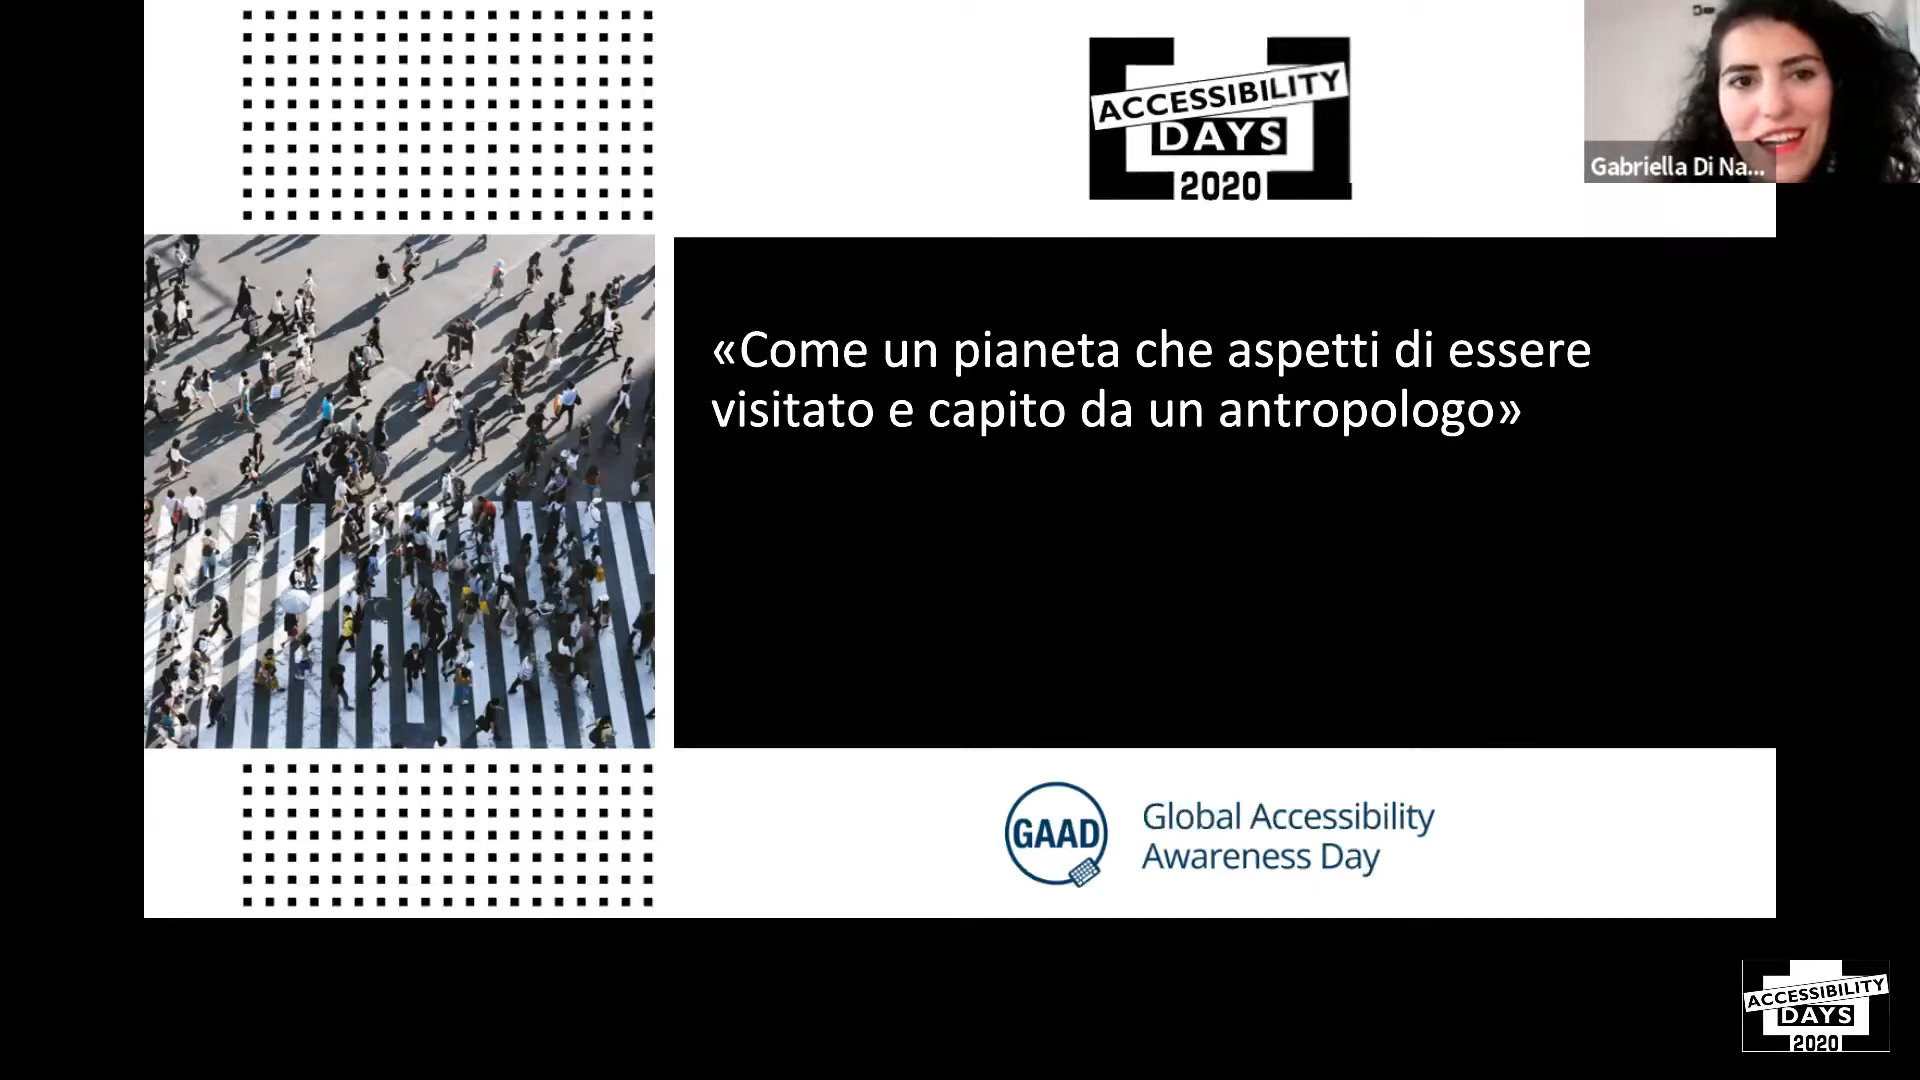 ACCESSIBILITY
DAYS
2020
Gabriella Di Na...
«Come un pianeta che aspetti di essere
visitato e capito da un antropologo»
GAAD
Global Accessibility
Awareness Day
ACCESSIBILITY
DAYS
2020